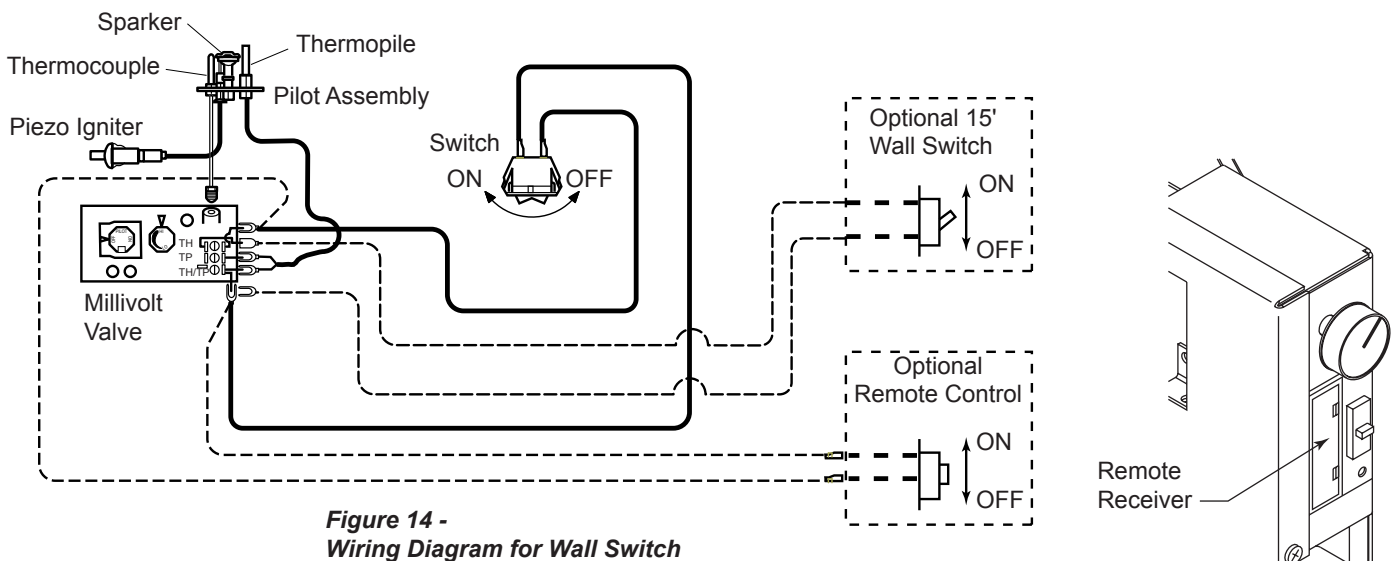 Sparker
Thermopile
Thermocouple
Pilot Assembly
Piezo Igniter
Switch
ON
OFF
Optional 15'
Wall Switch
ON
OFF
TH
TP
TH/TP
Millivolt
Valve
Optional
Remote Control
ON
OFF
Remote
Receiver
Figure 14 -
Wiring Diagram for Wall Switch